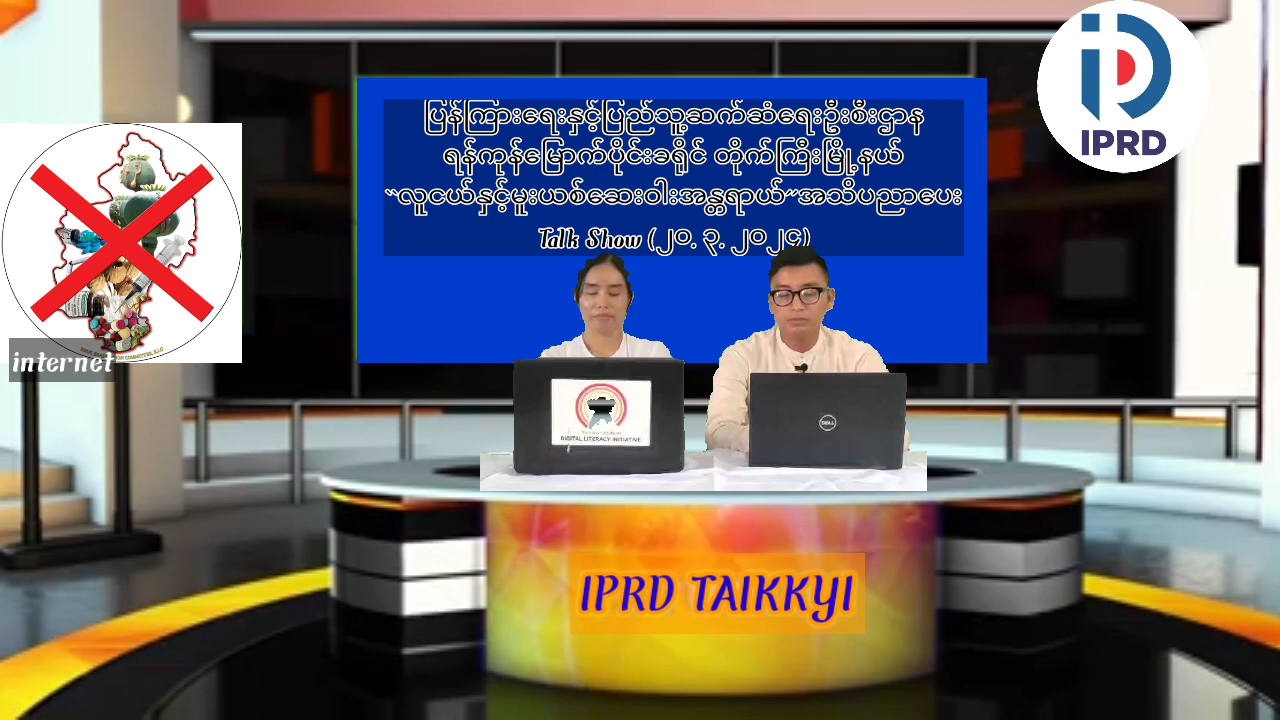 IPRD
ပြန်ကြားရေးနှင့်ပြည်သူ့ဆက်ဆံရေးဦးစီးဌာန
ရန်ကုန်မြောက်ပိုင်းခရိုင် တိုက်ကြီးမြို့နယ်
“လူငယ်နှင့်မူးယစ်ဆေးဝါးအန္တရာယ်”အသိပညာပေး
Talk Show (၂၀. ၃. ၂၀၂၄)
internet
DIGITAL LITERACY INITIATIVE
DELL
IPRD TAIKKYI